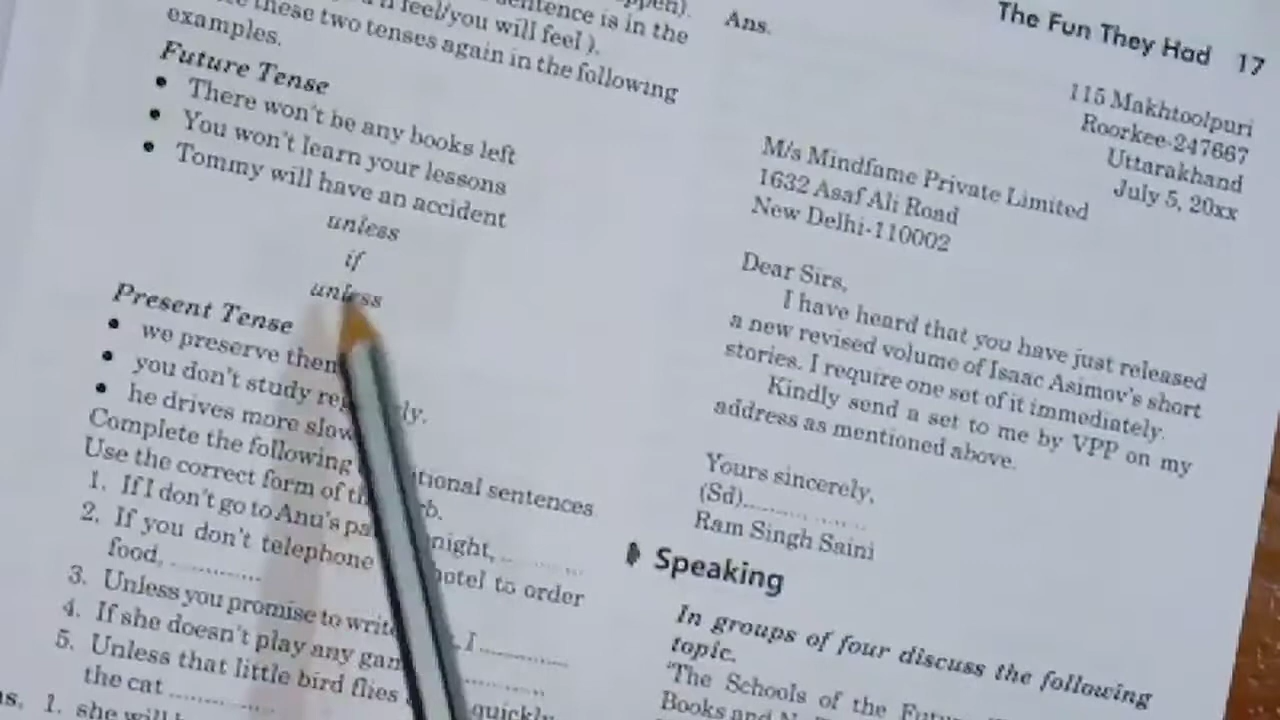 sentence is in the
feel/you will feel ).
these two tenses again in the following
examples.
Future Tense
• There won't be any books left
• You won't learn your lessons
• Tommy will have an accident
unless
if
unless
Present Tense
• we preserve them
• you don't study
• he drives more
Complete the following sentences
Use the correct form of
1. If I don't go to Anu's
2. If you don't telephone hotel to order
food, ..............
3. Unless you promise to write I ..............
4. If she doesn't play any
5. Unless that little bird flies quickly
the cat ..............
1. she will
The Fun They Had 17
Ans.
115 Makhtoolpuri
Roorkee-247667
Uttarakhand
July 5, 20xx
M/s Mindfame Private Limited
1632 Asaf Ali Road
New Delhi-110002
Dear Sirs,
I have heard that you have just released
a new revised volume of Isaac Asimov's short
stories. I require one set of it immediately.
Kindly send a set to me by VPP on my
address as mentioned above.
Yours sincerely,
(Sd)..................
Ram Singh Saini
Speaking
In groups of four discuss the following
topic.
'The Schools of the
Books and